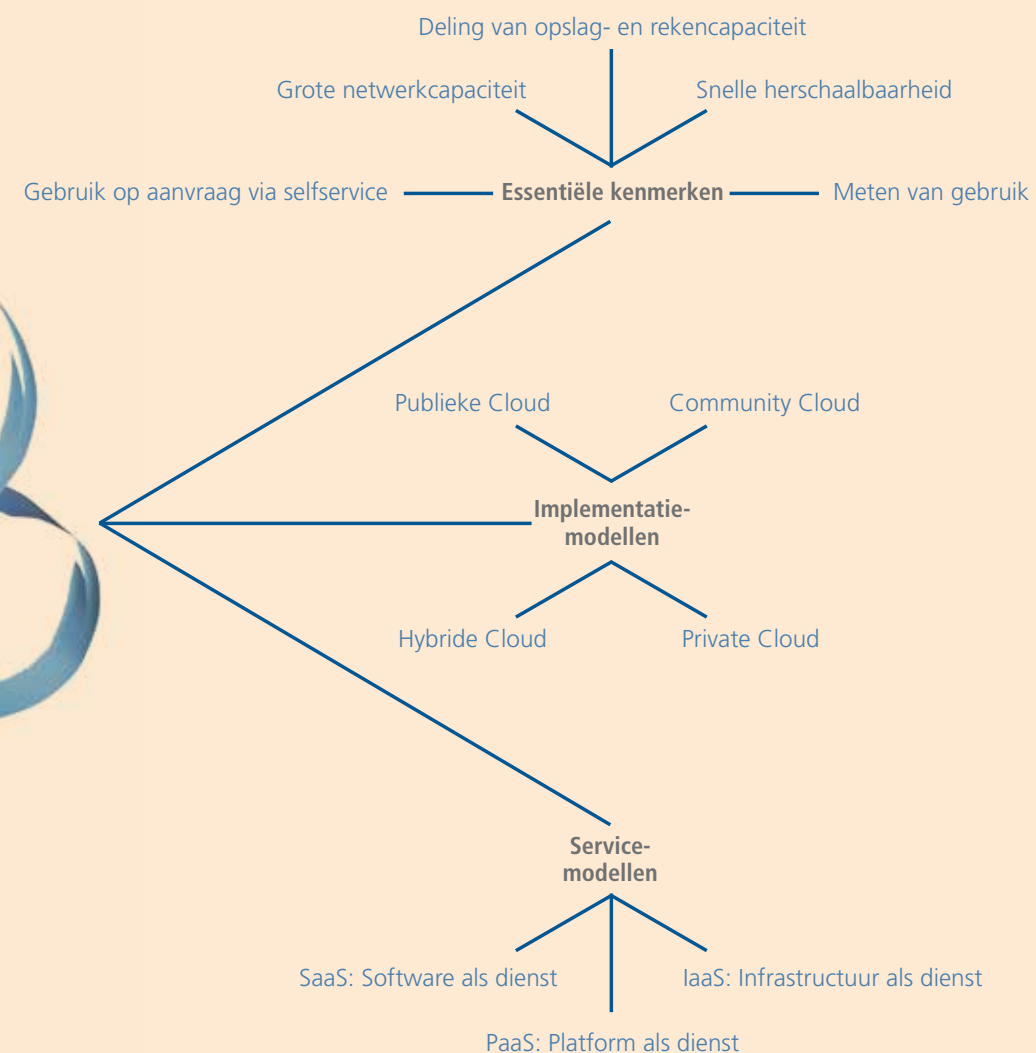 Deling van opslag- en rekencapaciteit
Grote netwerkcapaciteit
Snelle herschaalbaarheid
Gebruik op aanvraag via selfservice
Essentiële kenmerken
Meten van gebruik
Publieke Cloud
Community Cloud
Implementatie-
modellen
Hybride Cloud
Private Cloud
Service-
modellen
SaaS: Software als dienst
IaaS: Infrastructuur als dienst
PaaS: Platform als dienst